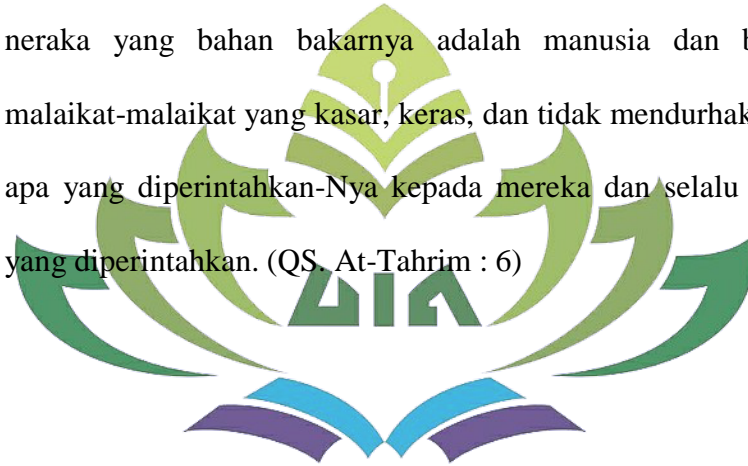 neraka yang bahan bakarnya adalah manusia dan
malaikat-malaikat yang kasar, keras, dan tidak
apa yang diperintahkan-Nya kepada mereka dan selalu
yang diperintahkan. (QS. At-Tahrim : 6)
UIA